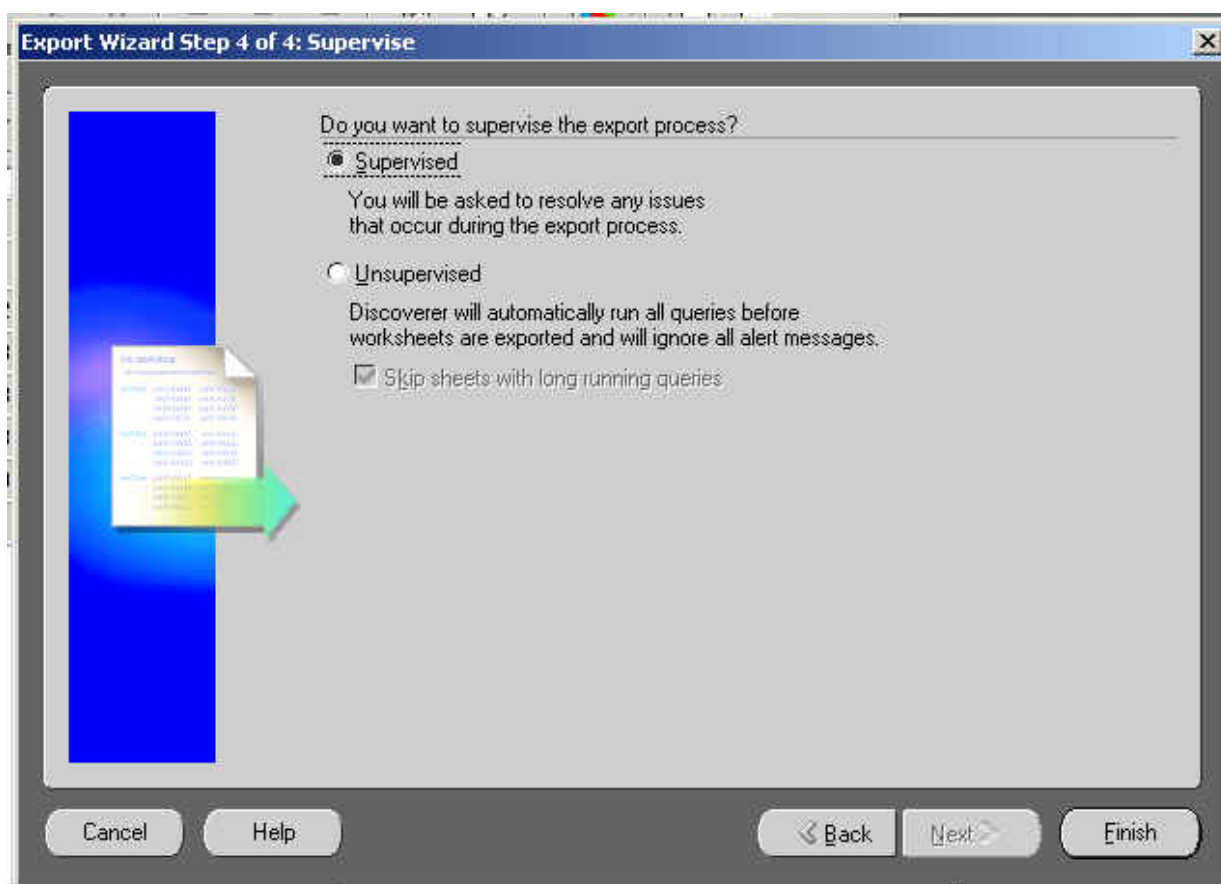 Export Wizard Step 4 of 4: Supervise
Do you want to supervise the export process?
Supervised
You will be asked to resolve any issues
that occur during the export process.
Unsupervised
Discoverer will automatically run all queries before
worksheets are exported and will ignore all alert messages.
Skip sheets with long running queries
Cancel Help Back Next Finish